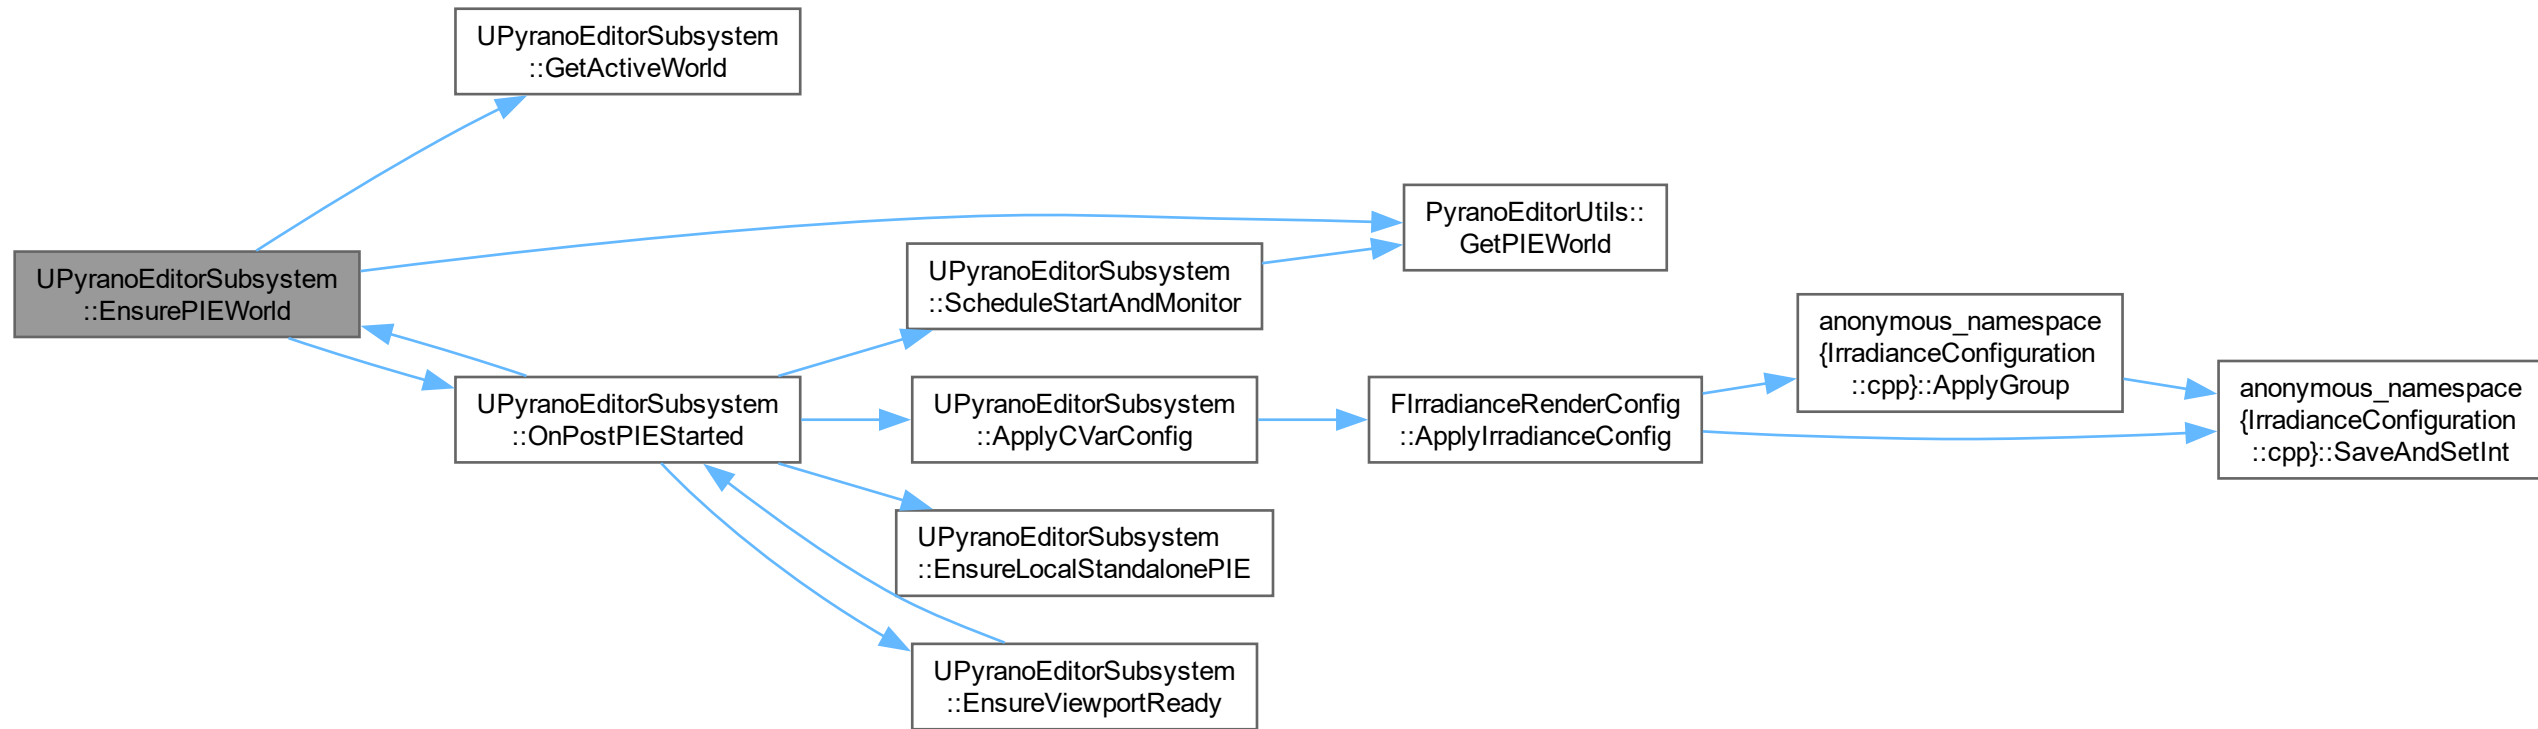 UPyranoEditorSubsystem
::GetActiveWorld
PyranoEditorUtils::
GetPIEWorld
UPyranoEditorSubsystem
::EnsurePIEWorld
UPyranoEditorSubsystem
::ScheduleStartAndMonitor
anonymous_namespace
{IrradianceConfiguration
::cpp}::ApplyGroup
UPyranoEditorSubsystem
::OnPostPIEStarted
UPyranoEditorSubsystem
::ApplyCVarConfig
FIrradianceRenderConfig
::ApplyIrradianceConfig
anonymous_namespace
{IrradianceConfiguration
::cpp}::SaveAndSetInt
UPyranoEditorSubsystem
::EnsureLocalStandalonePIE
UPyranoEditorSubsystem
::EnsureViewportReady